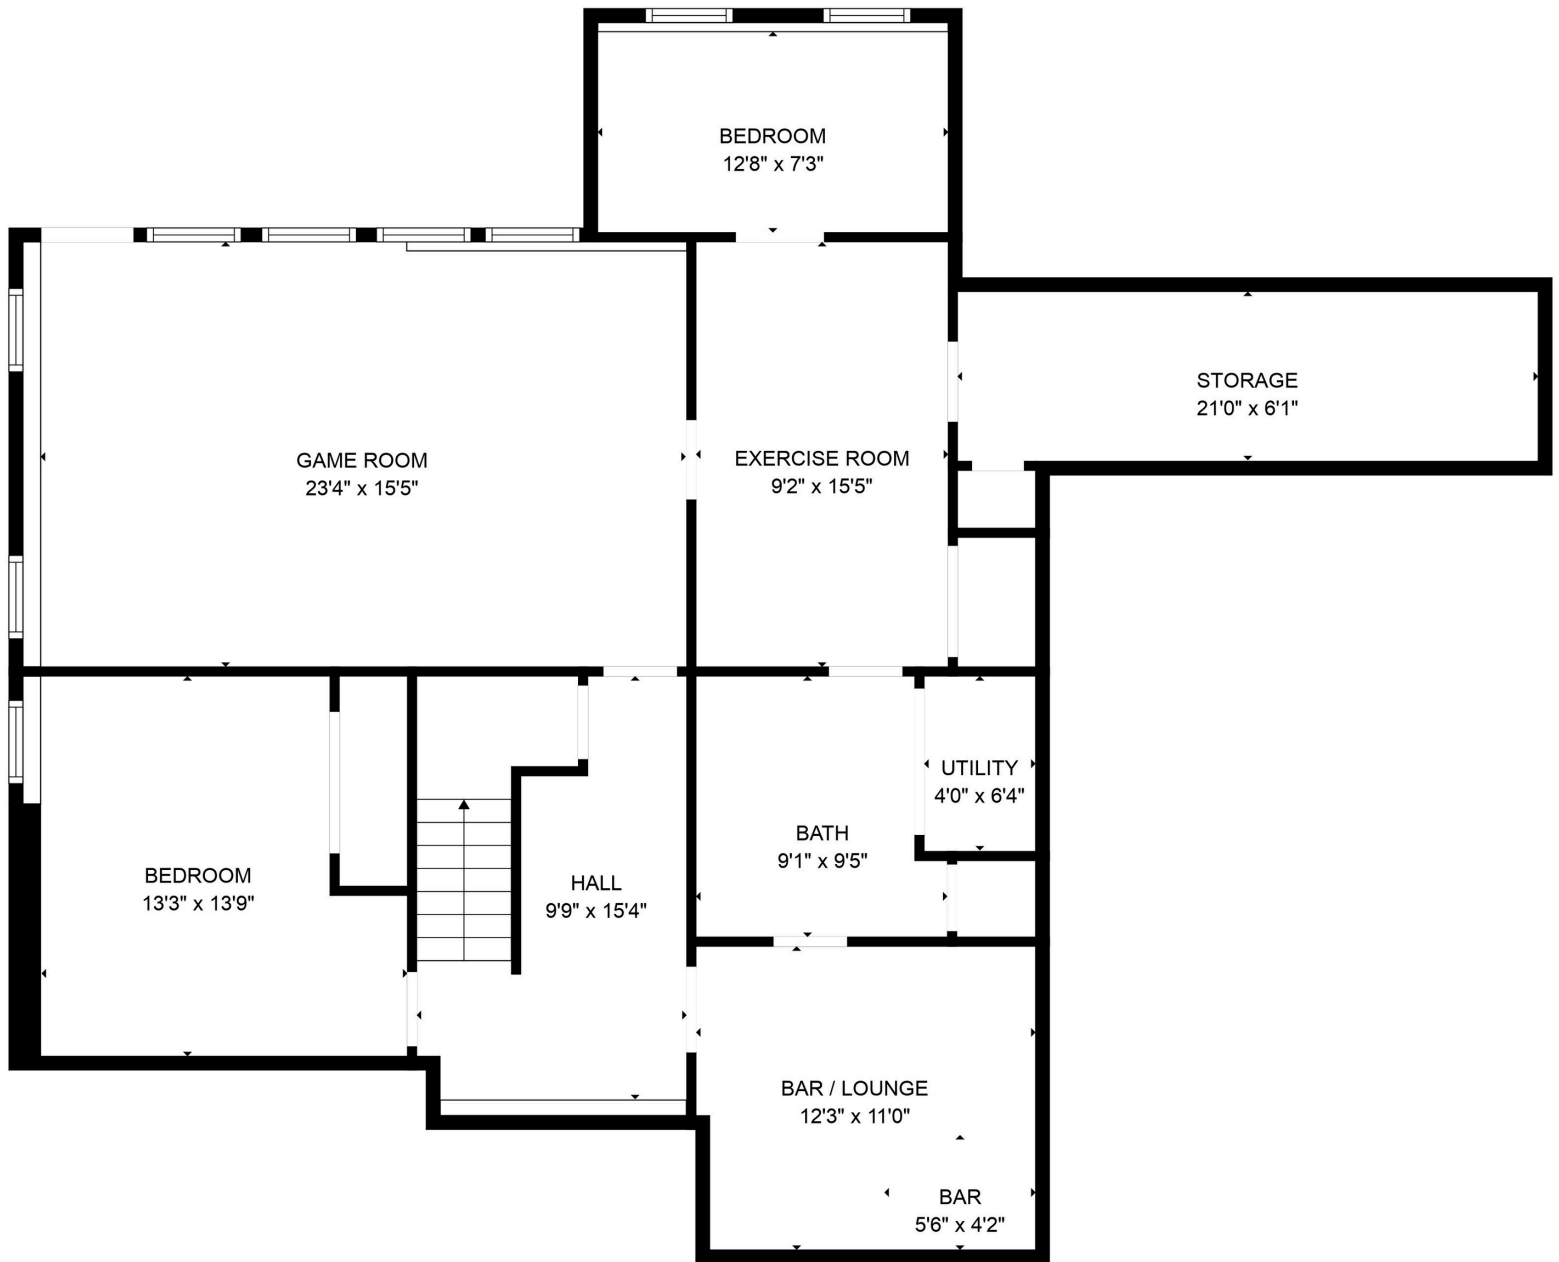 BEDROOM
12'8" x 7'3"
STORAGE
21'0" x 6'1"
GAME ROOM
23'4" x 15'5"
EXERCISE ROOM
9'2" x 15'5"
UTILITY
4'0" x 6'4"
BATH
9'1" x 9'5"
BEDROOM
13'3" x 13'9"
HALL
9'9" x 15'4"
BAR / LOUNGE
12'3" x 11'0"
BAR
5'6" x 4'2"